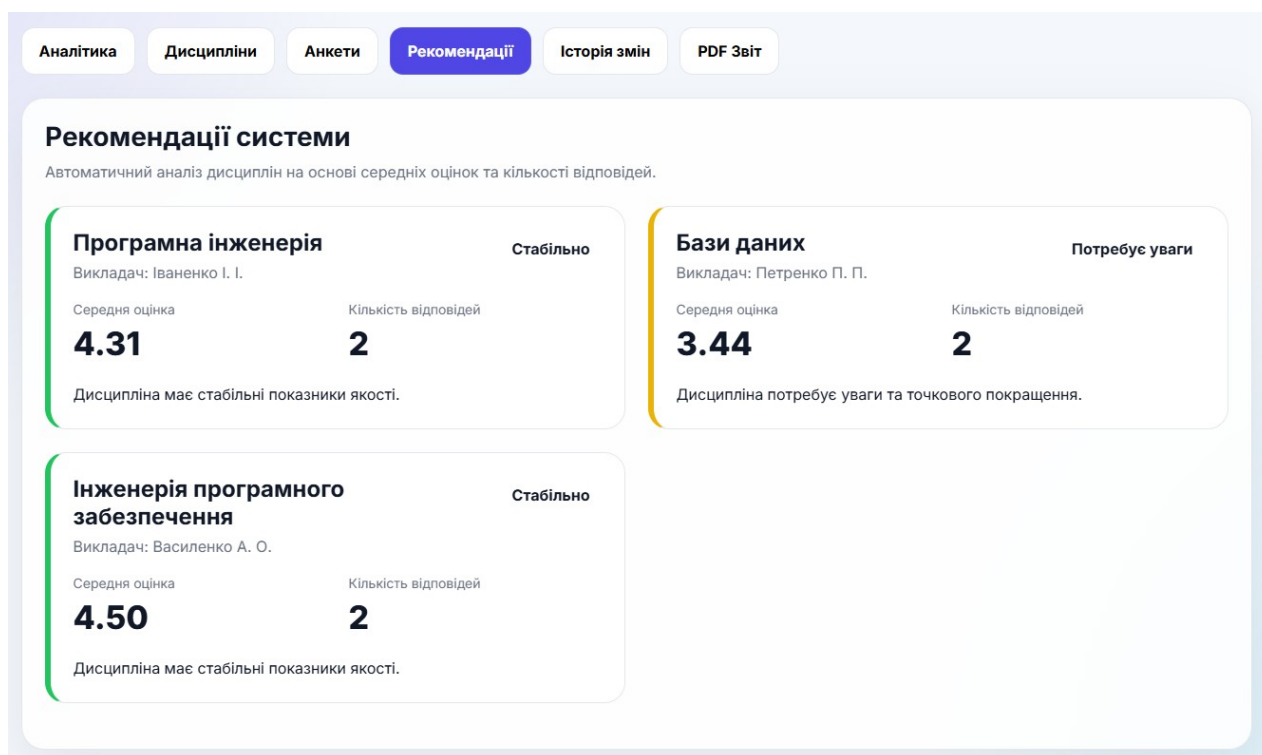 Аналітика Дисципліни Анкети Рекомендації Історія змін PDF Звіт
Рекомендації системи
Автоматичний аналіз дисциплін на основі середніх оцінок та кількості відповідей.
Програмна інженерія
Стабільно
Викладач: Іваненко І. І.
Середня оцінка Кількість відповідей
4.31 2
Дисципліна має стабільні показники якості.
Бази даних
Потребує уваги
Викладач: Петренко П. П.
Середня оцінка Кількість відповідей
3.44 2
Дисципліна потребує уваги та точкового покращення.
Інженерія програмного
забезпечення
Стабільно
Викладач: Василенко А. О.
Середня оцінка Кількість відповідей
4.50 2
Дисципліна має стабільні показники якості.